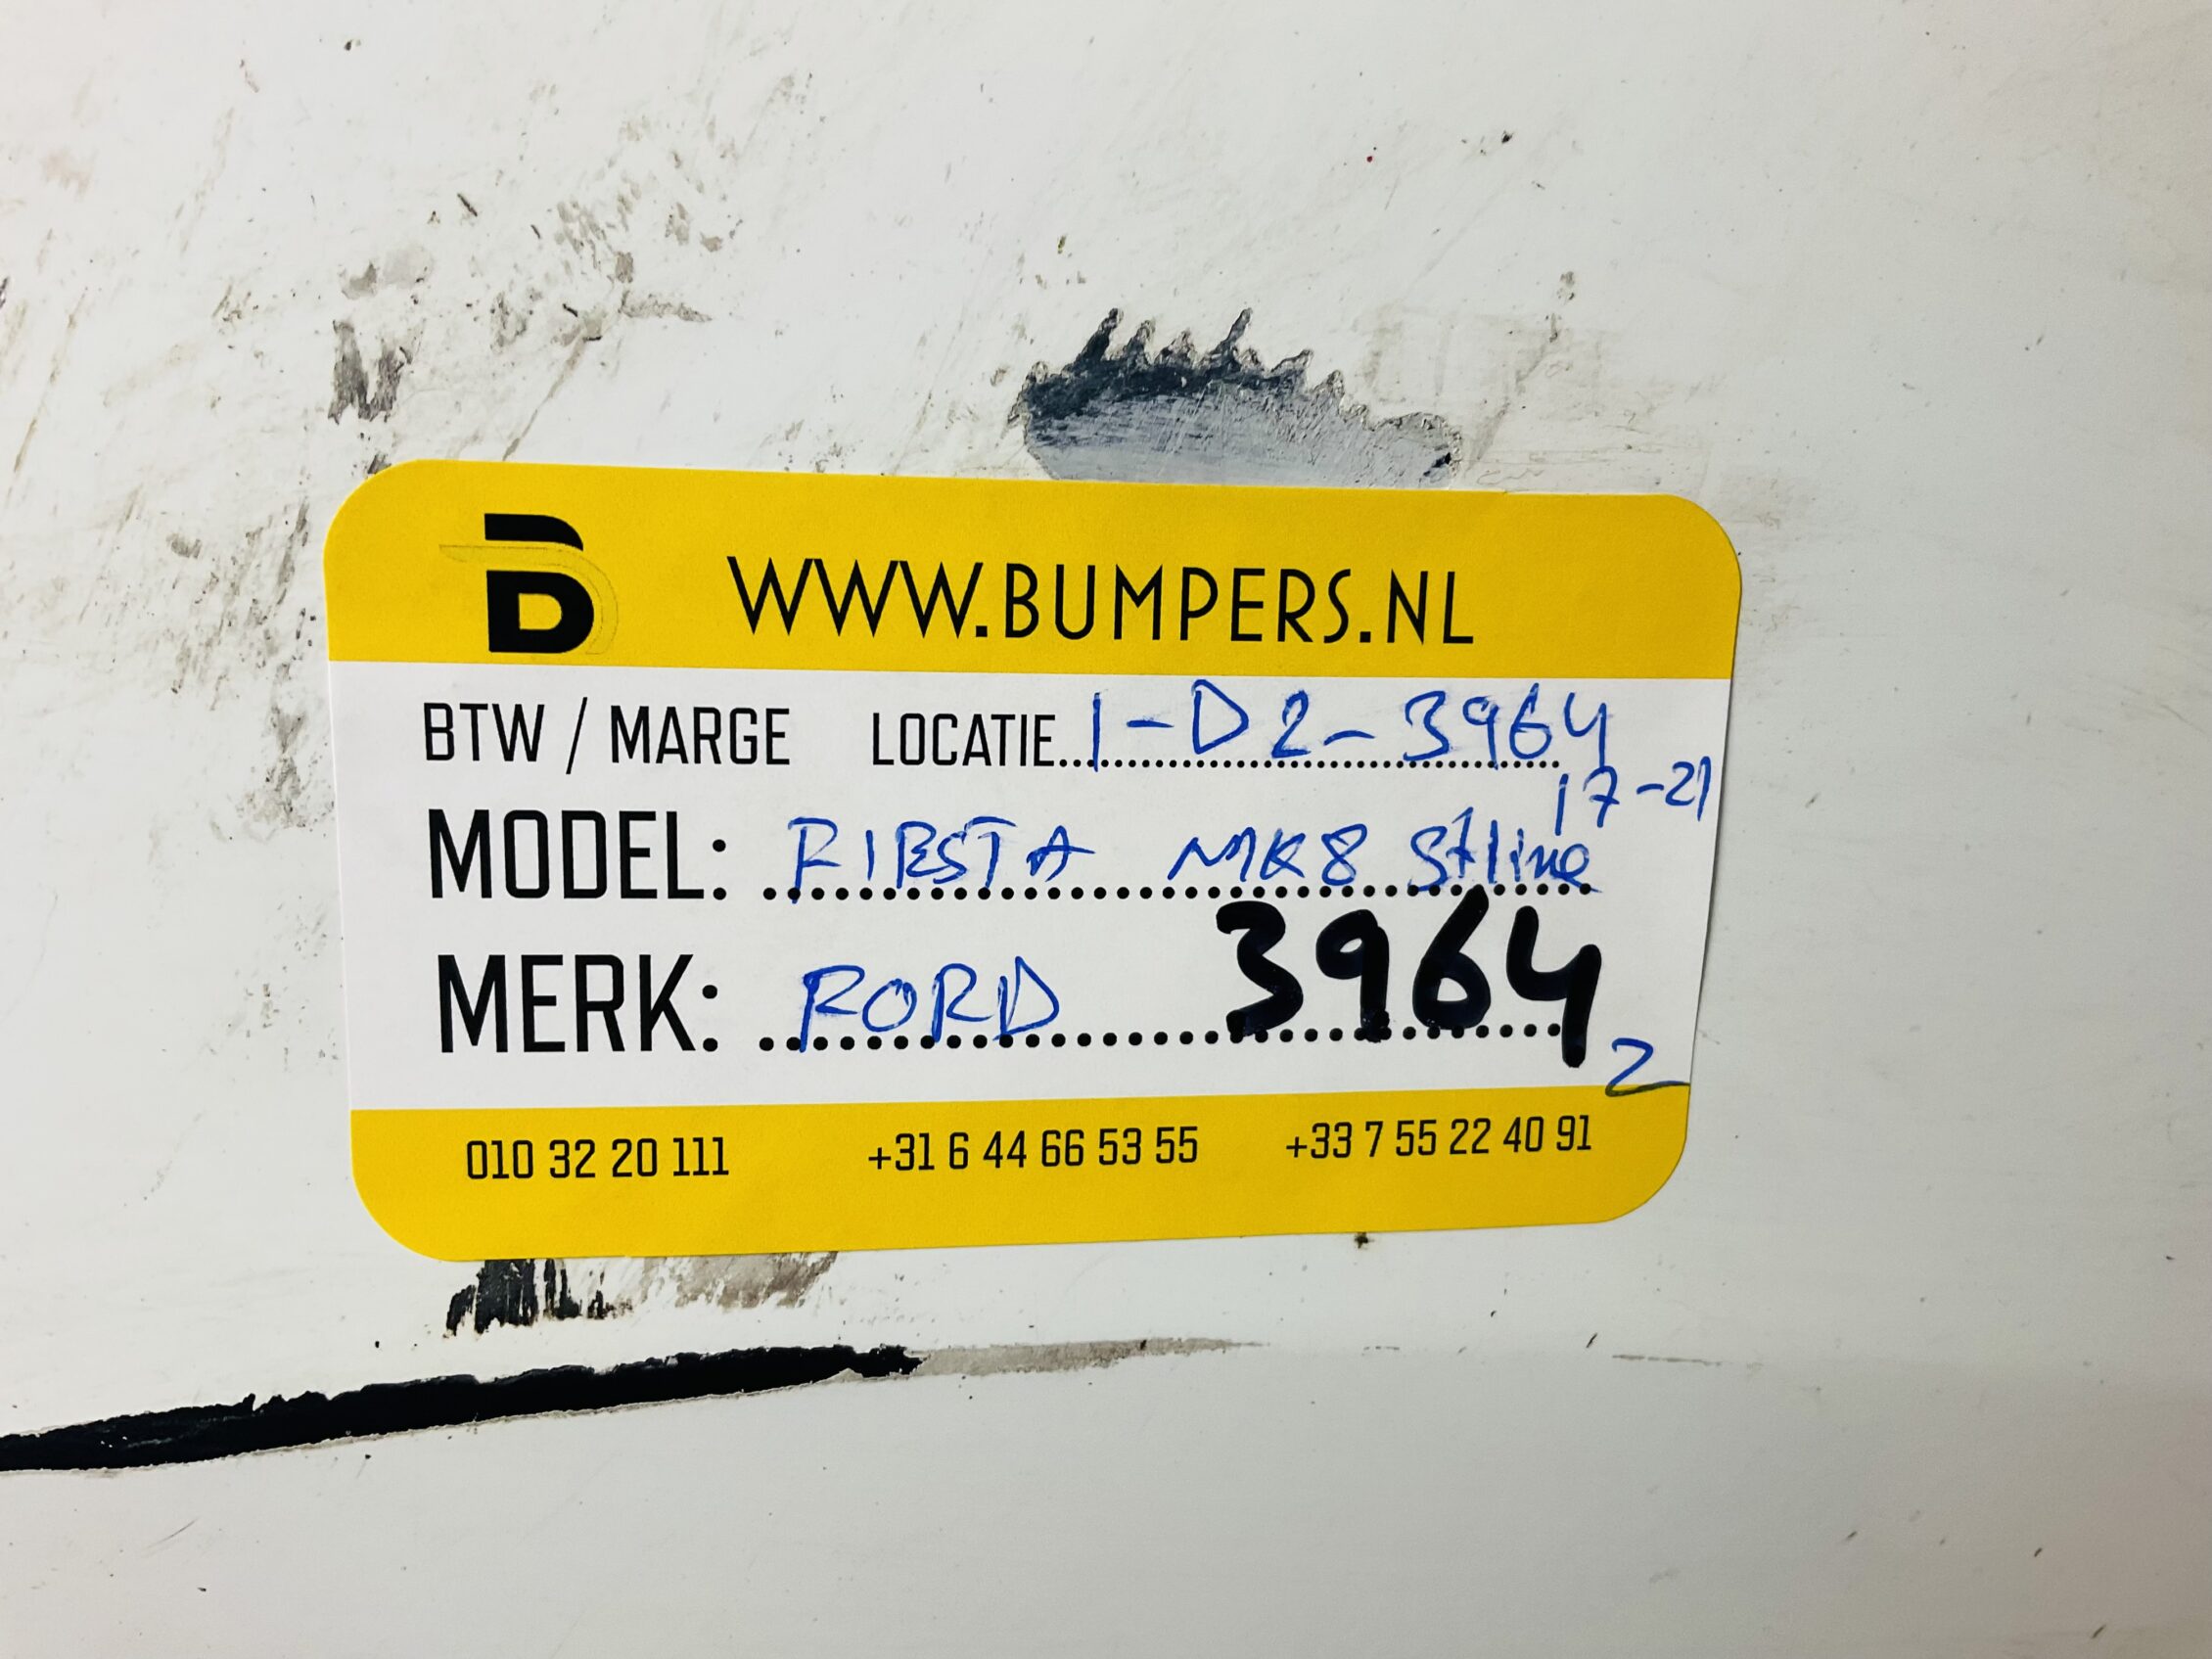 B WWW.BUMPERS.NL
BTW / MARGE LOCATIE 1-D2-3964
17-21
MODEL: FIESTA MK8 Stline
MERK: FORD 3964
2
010 32 20 111 +31 6 44 66 53 55 +33 7 55 22 40 91